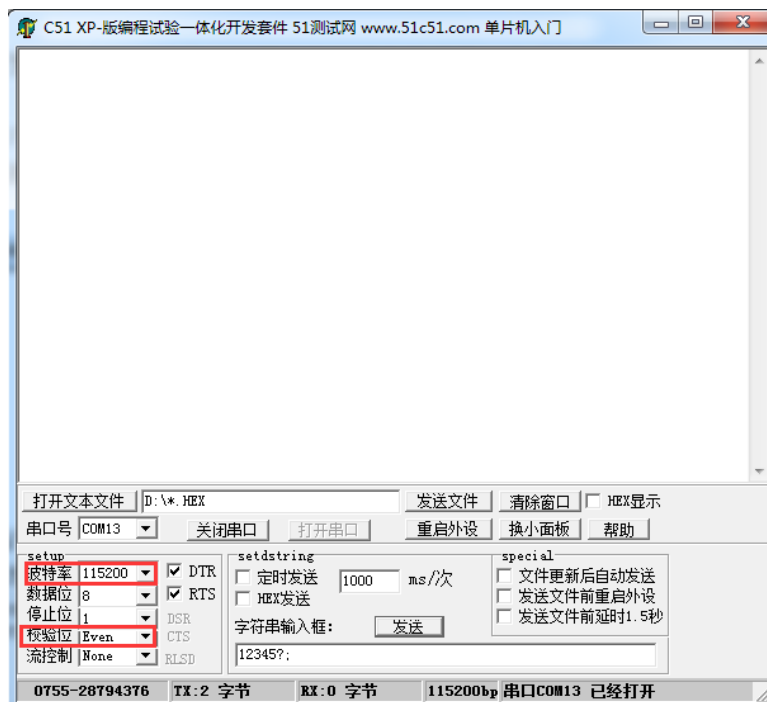 C51 XP-版编程试验一体化开发套件 51测试网 www.51c51.com 单片机入门
打开文本文件 D:\*.HEX 发送文件 清除窗口 HEX显示
串口号 COM13 关闭串口 打开串口 重启外设 换小面板 帮助
setup setdstring special
波特率 115200 DTR 定时发送 1000 ms/次 文件更新后自动发送
数据位 8 RTS HEX发送 发送文件前重启外设
停止位 1 DSR 字符串输入框: 发送 发送文件前延时1.5秒
校验位 Even CTS
流控制 None RLSD 12345?;
0755-28794376 TX:2 字节 RX:0 字节 115200bp 串口COM13 已经打开